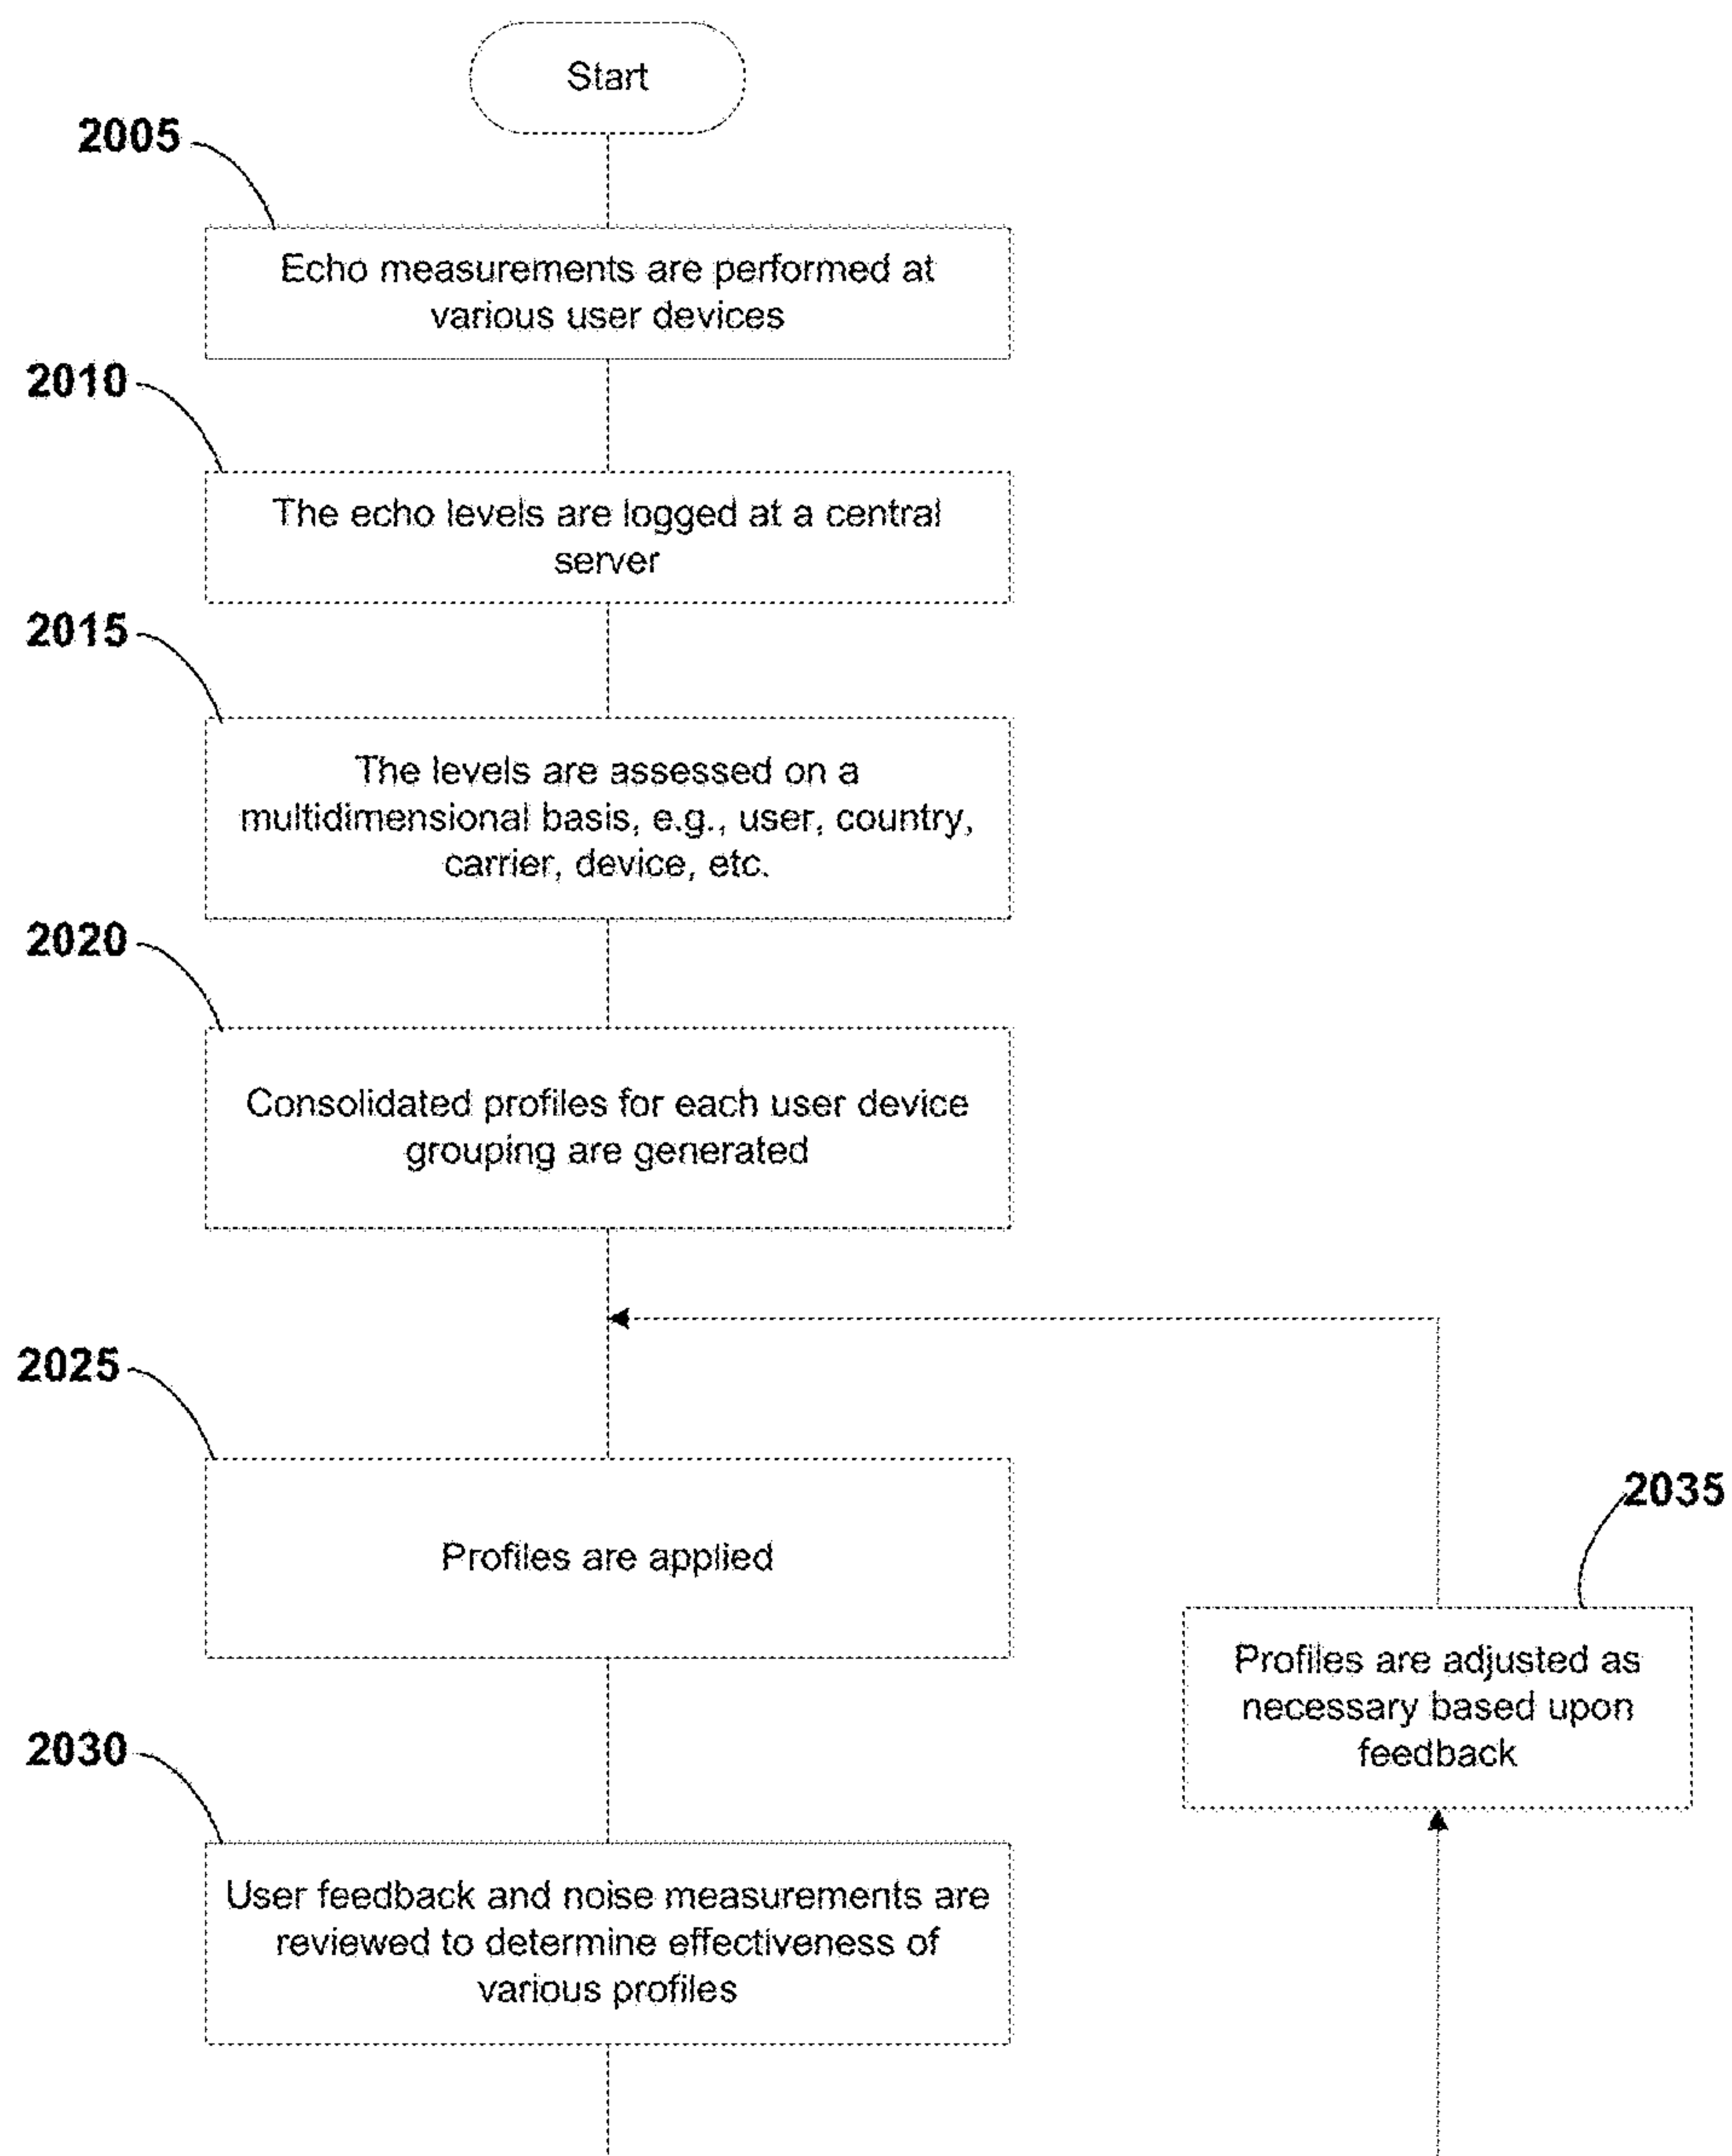 Start
2005
Echo measurements are performed at
various user devices
2010
The echo levels are logged at a central
server
2015
The levels are assessed on a
multidimensional basis, e.g., user, country,
carrier, device, etc.
2020
Consolidated profiles for each user device
grouping are generated
2025
Profiles are applied
2035
Profiles are adjusted as
necessary based upon
feedback
2030
User feedback and noise measurements are
reviewed to determine effectiveness of
various profiles